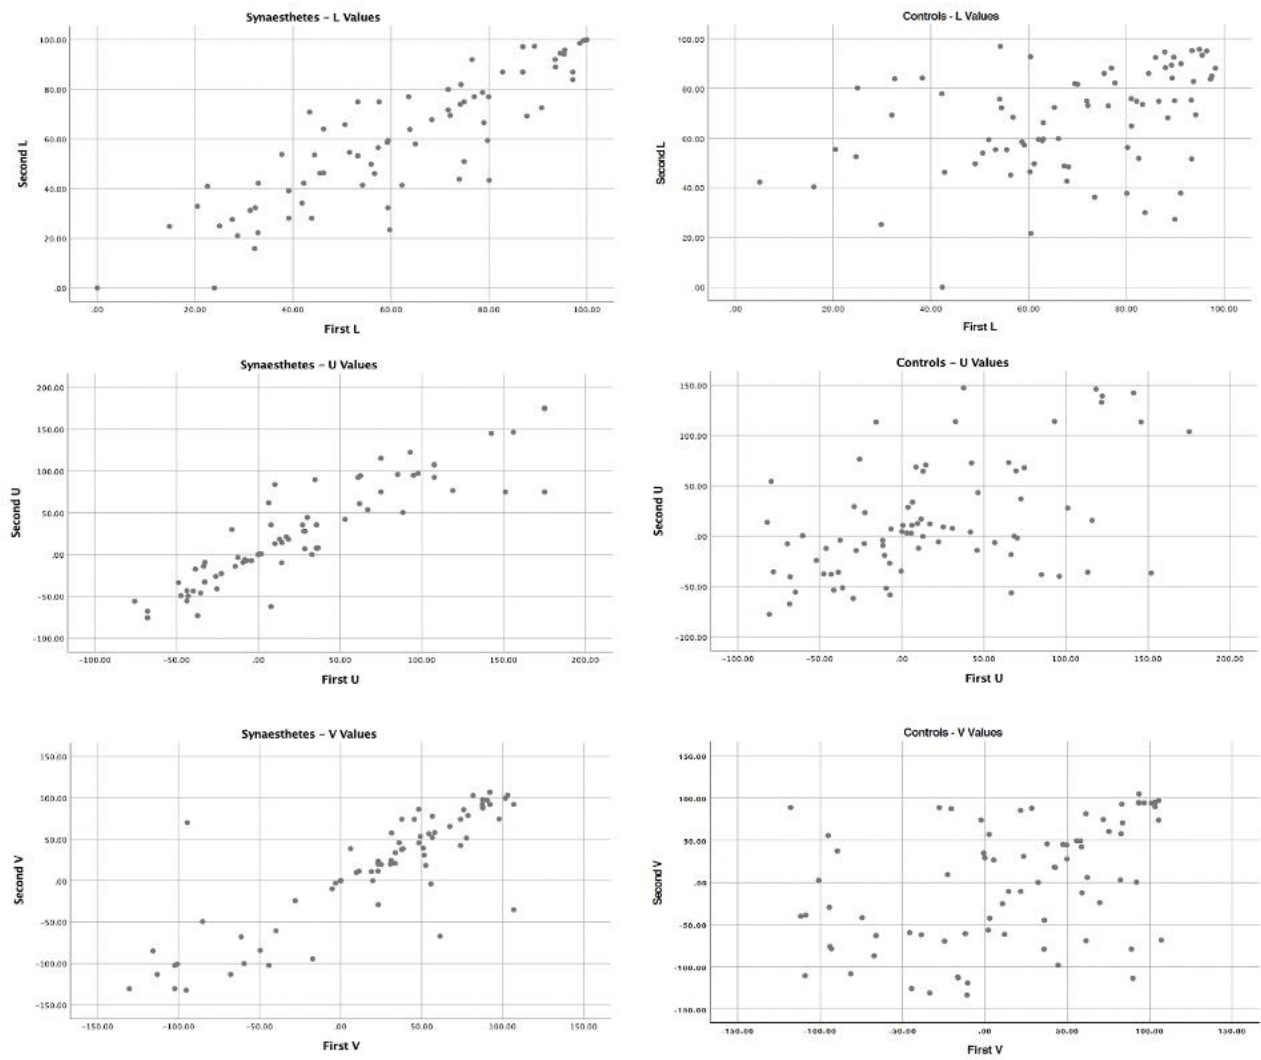 Synaesthetes – L Values
100.00
80.00
60.00
40.00
20.00
.00
Second L
.00 20.00 40.00 60.00 80.00 100.00
First L
Controls - L Values
100.00
80.00
60.00
40.00
20.00
.00
Second L
.00 20.00 40.00 60.00 80.00 100.00
First L
Synaesthetes – U Values
200.00
150.00
100.00
50.00
.00
-50.00
-100.00
Second U
-100.00 -50.00 .00 50.00 100.00 150.00 200.00
First U
Controls – U Values
150.00
100.00
50.00
.00
-50.00
-100.00
Second U
-100.00 -50.00 .00 50.00 100.00 150.00 200.00
First U
Synaesthetes – V Values
150.00
100.00
50.00
.00
-50.00
-100.00
-150.00
Second V
-150.00 -100.00 -50.00 .00 50.00 100.00 150.00
First V
Controls - V Values
150.00
100.00
50.00
.00
-50.00
-100.00
-150.00
Second V
-150.00 -100.00 -50.00 .00 50.00 100.00 150.00
First V